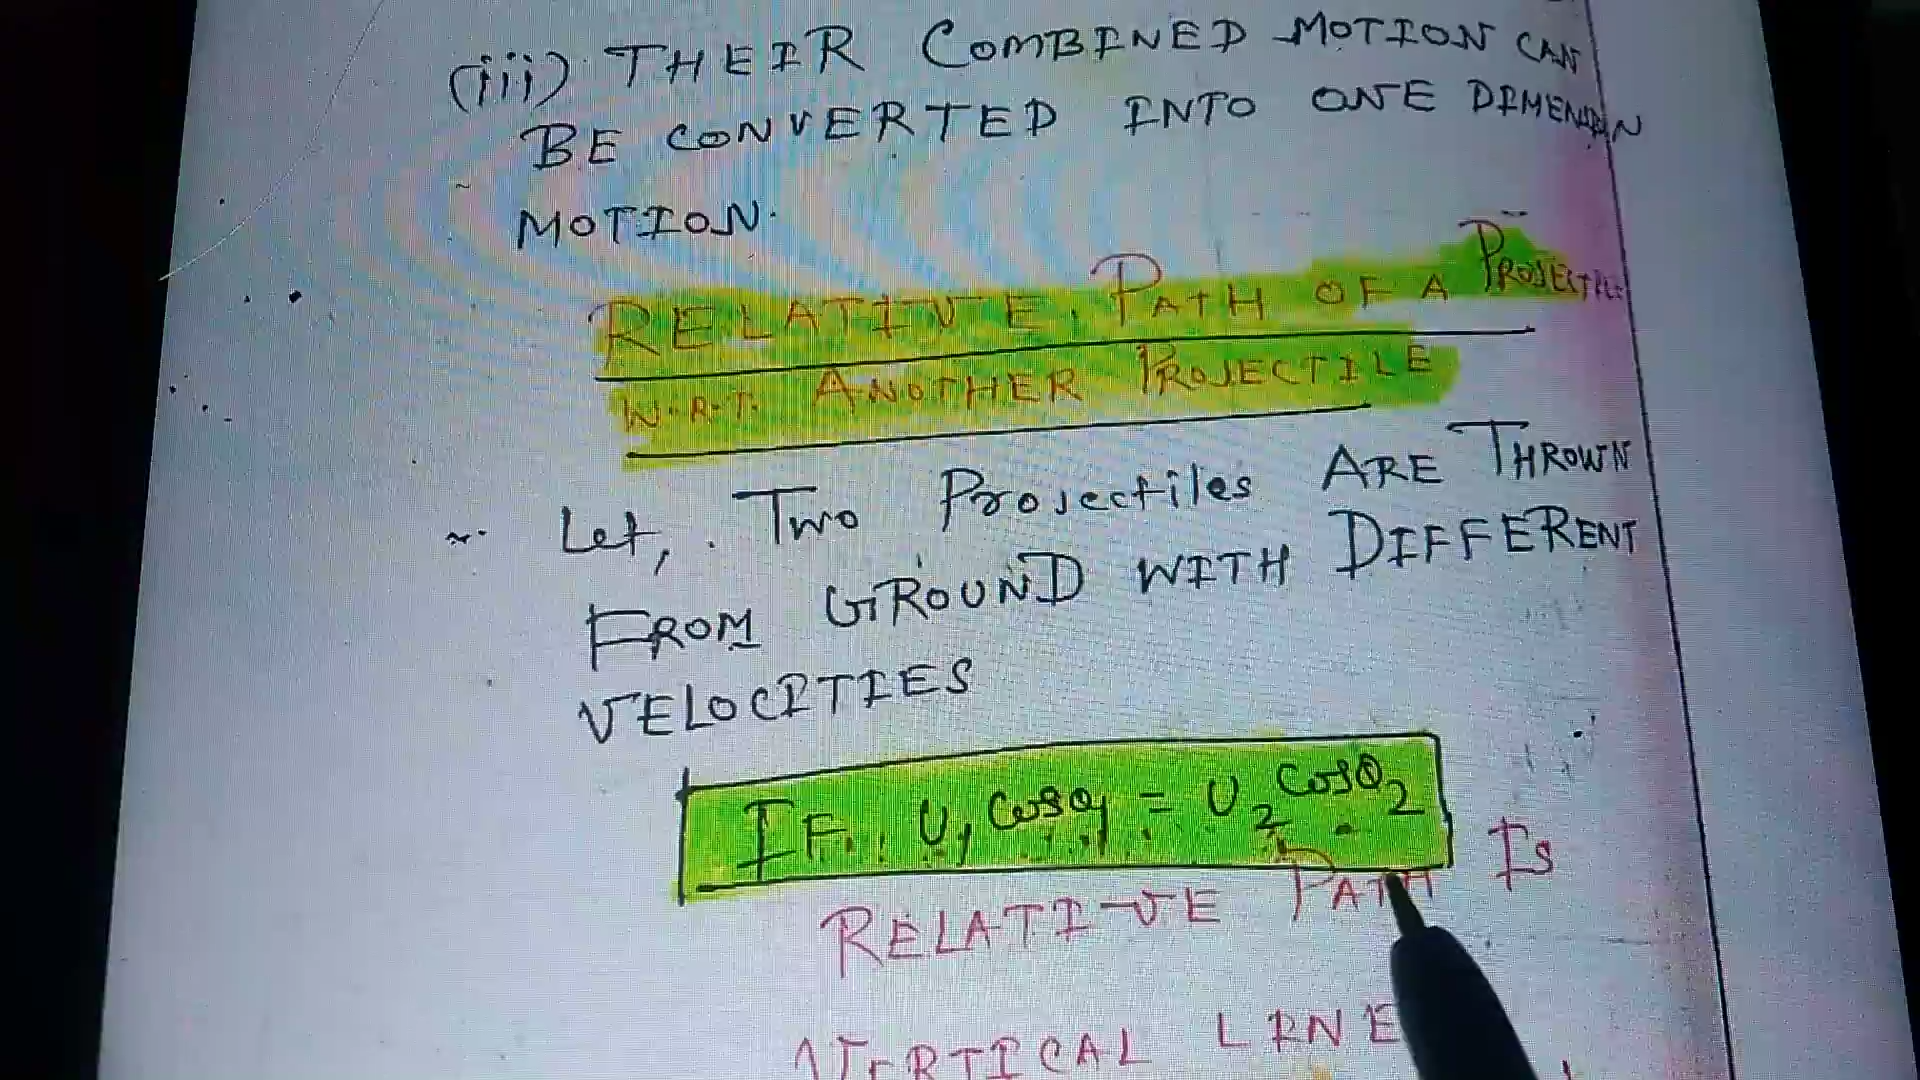 (iii) THEIR COMBINED MOTION CAN
BE CONVERTED INTO ONE DIMENSION
MOTION.
RELATIVE PATH OF A PROJECTILE
W.R.T. ANOTHER PROJECTILE
Let, Two Projectiles ARE THROWN
FROM GROUND WITH DIFFERENT
VELOCITIES
IF U₁ Cosθ₁ = U₂ Cosθ₂
RELATIVE PATH IS
VERTICAL LINE